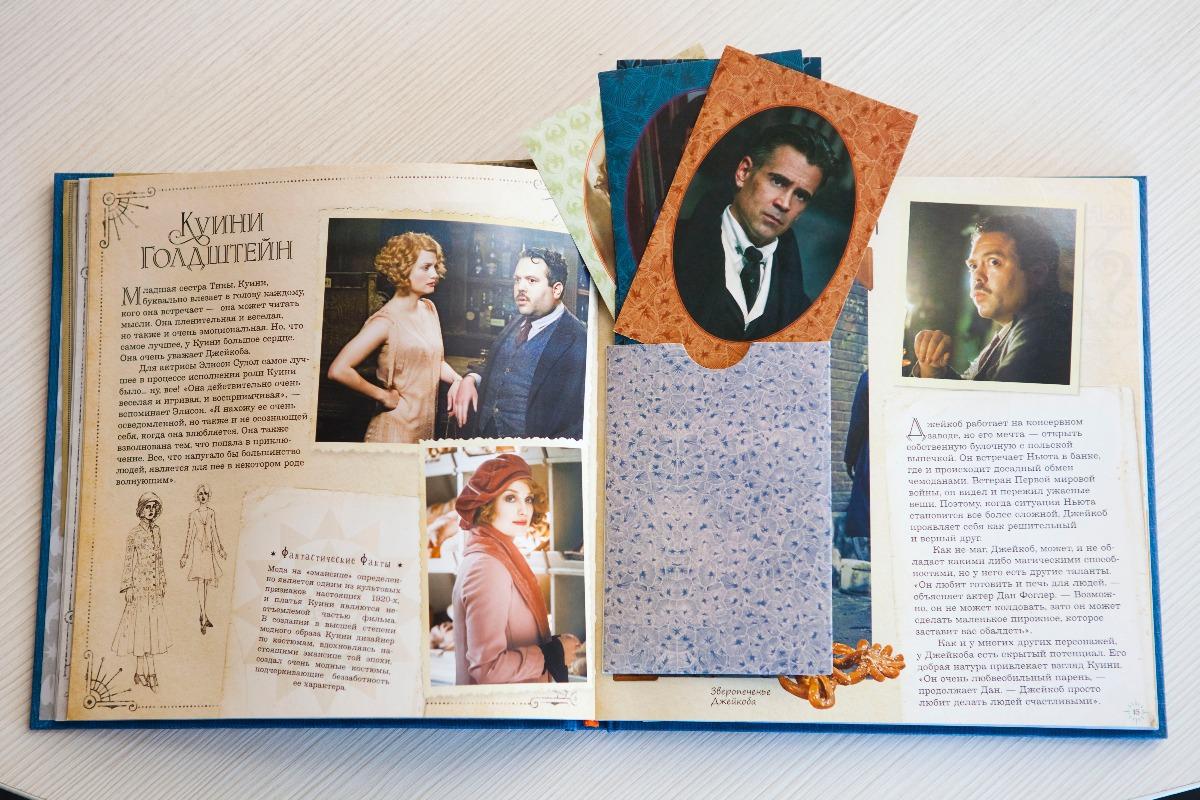 Куини
Голдштейн
Младшая сестра Тины, Куини,
буквально влезает в голову каждому,
кого она встречает — она может читать
мысли. Она пленительная и веселая,
но также и очень эмоциональная. Но, что
самое лучшее, у Куини большое сердце.
Она очень уважает Джейкоба.
Для актрисы Элисон Судол самое луч-
шее в процессе исполнения роли Куини
было.. ну, все! «Она действительно очень
веселая и игривая, и восприимчивая», —
вспоминает Элисон. «Я нахожу ее очень
осведомленной, но также и не осознающей
себя, когда она влюбляется. Она также
взволнована тем, что попала в приклю-
чение. Все, что напугало бы большинство
людей, является для нее в некотором роде
волнующим».
Фантастические Факты
Мода на «эмансипе» определен-
но является одним из культовых
признаков настоящих 1920-х,
и платья Куини являются не-
отъемлемой частью фильма.
В создании в высшей степени
модного образа Куини дизайнер
по костюмам, вдохновляясь на-
стоящими эмансипе той эпохи,
создал очень модные костюмы,
подчеркивающие беззаботность
ее характера.
Зверопеченье
Джейкоба
Джейкоб работает на консервном
заводе, но его мечта — открыть
собственную булочную с польской
выпечкой. Он встречает Ньюта в банке,
где и происходит досадный обмен
чемоданами. Ветеран Первой мировой
войны, он видел и пережил ужасные
вещи. Поэтому, когда ситуация Ньюта
становится все более сложной, Джейкоб
проявляет себя как решительный
и верный друг.
Как не-маг, Джейкоб, может, и не об-
ладает какими либо магическими способ-
ностями, но у него есть другие таланты.
«Он любит готовить и печь для людей, —
объясняет актер Дан Фоглер. — Возмож-
но, он не может колдовать, зато он может
сделать маленькое пирожное, которое
заставит вас обалдеть».
Как и у многих других персонажей,
у Джейкоба есть скрытый потенциал. Его
добрая натура привлекает взгляд Куини.
«Он очень любвеобильный парень, —
продолжает Дан. — Джейкоб просто
любит делать людей счастливыми».